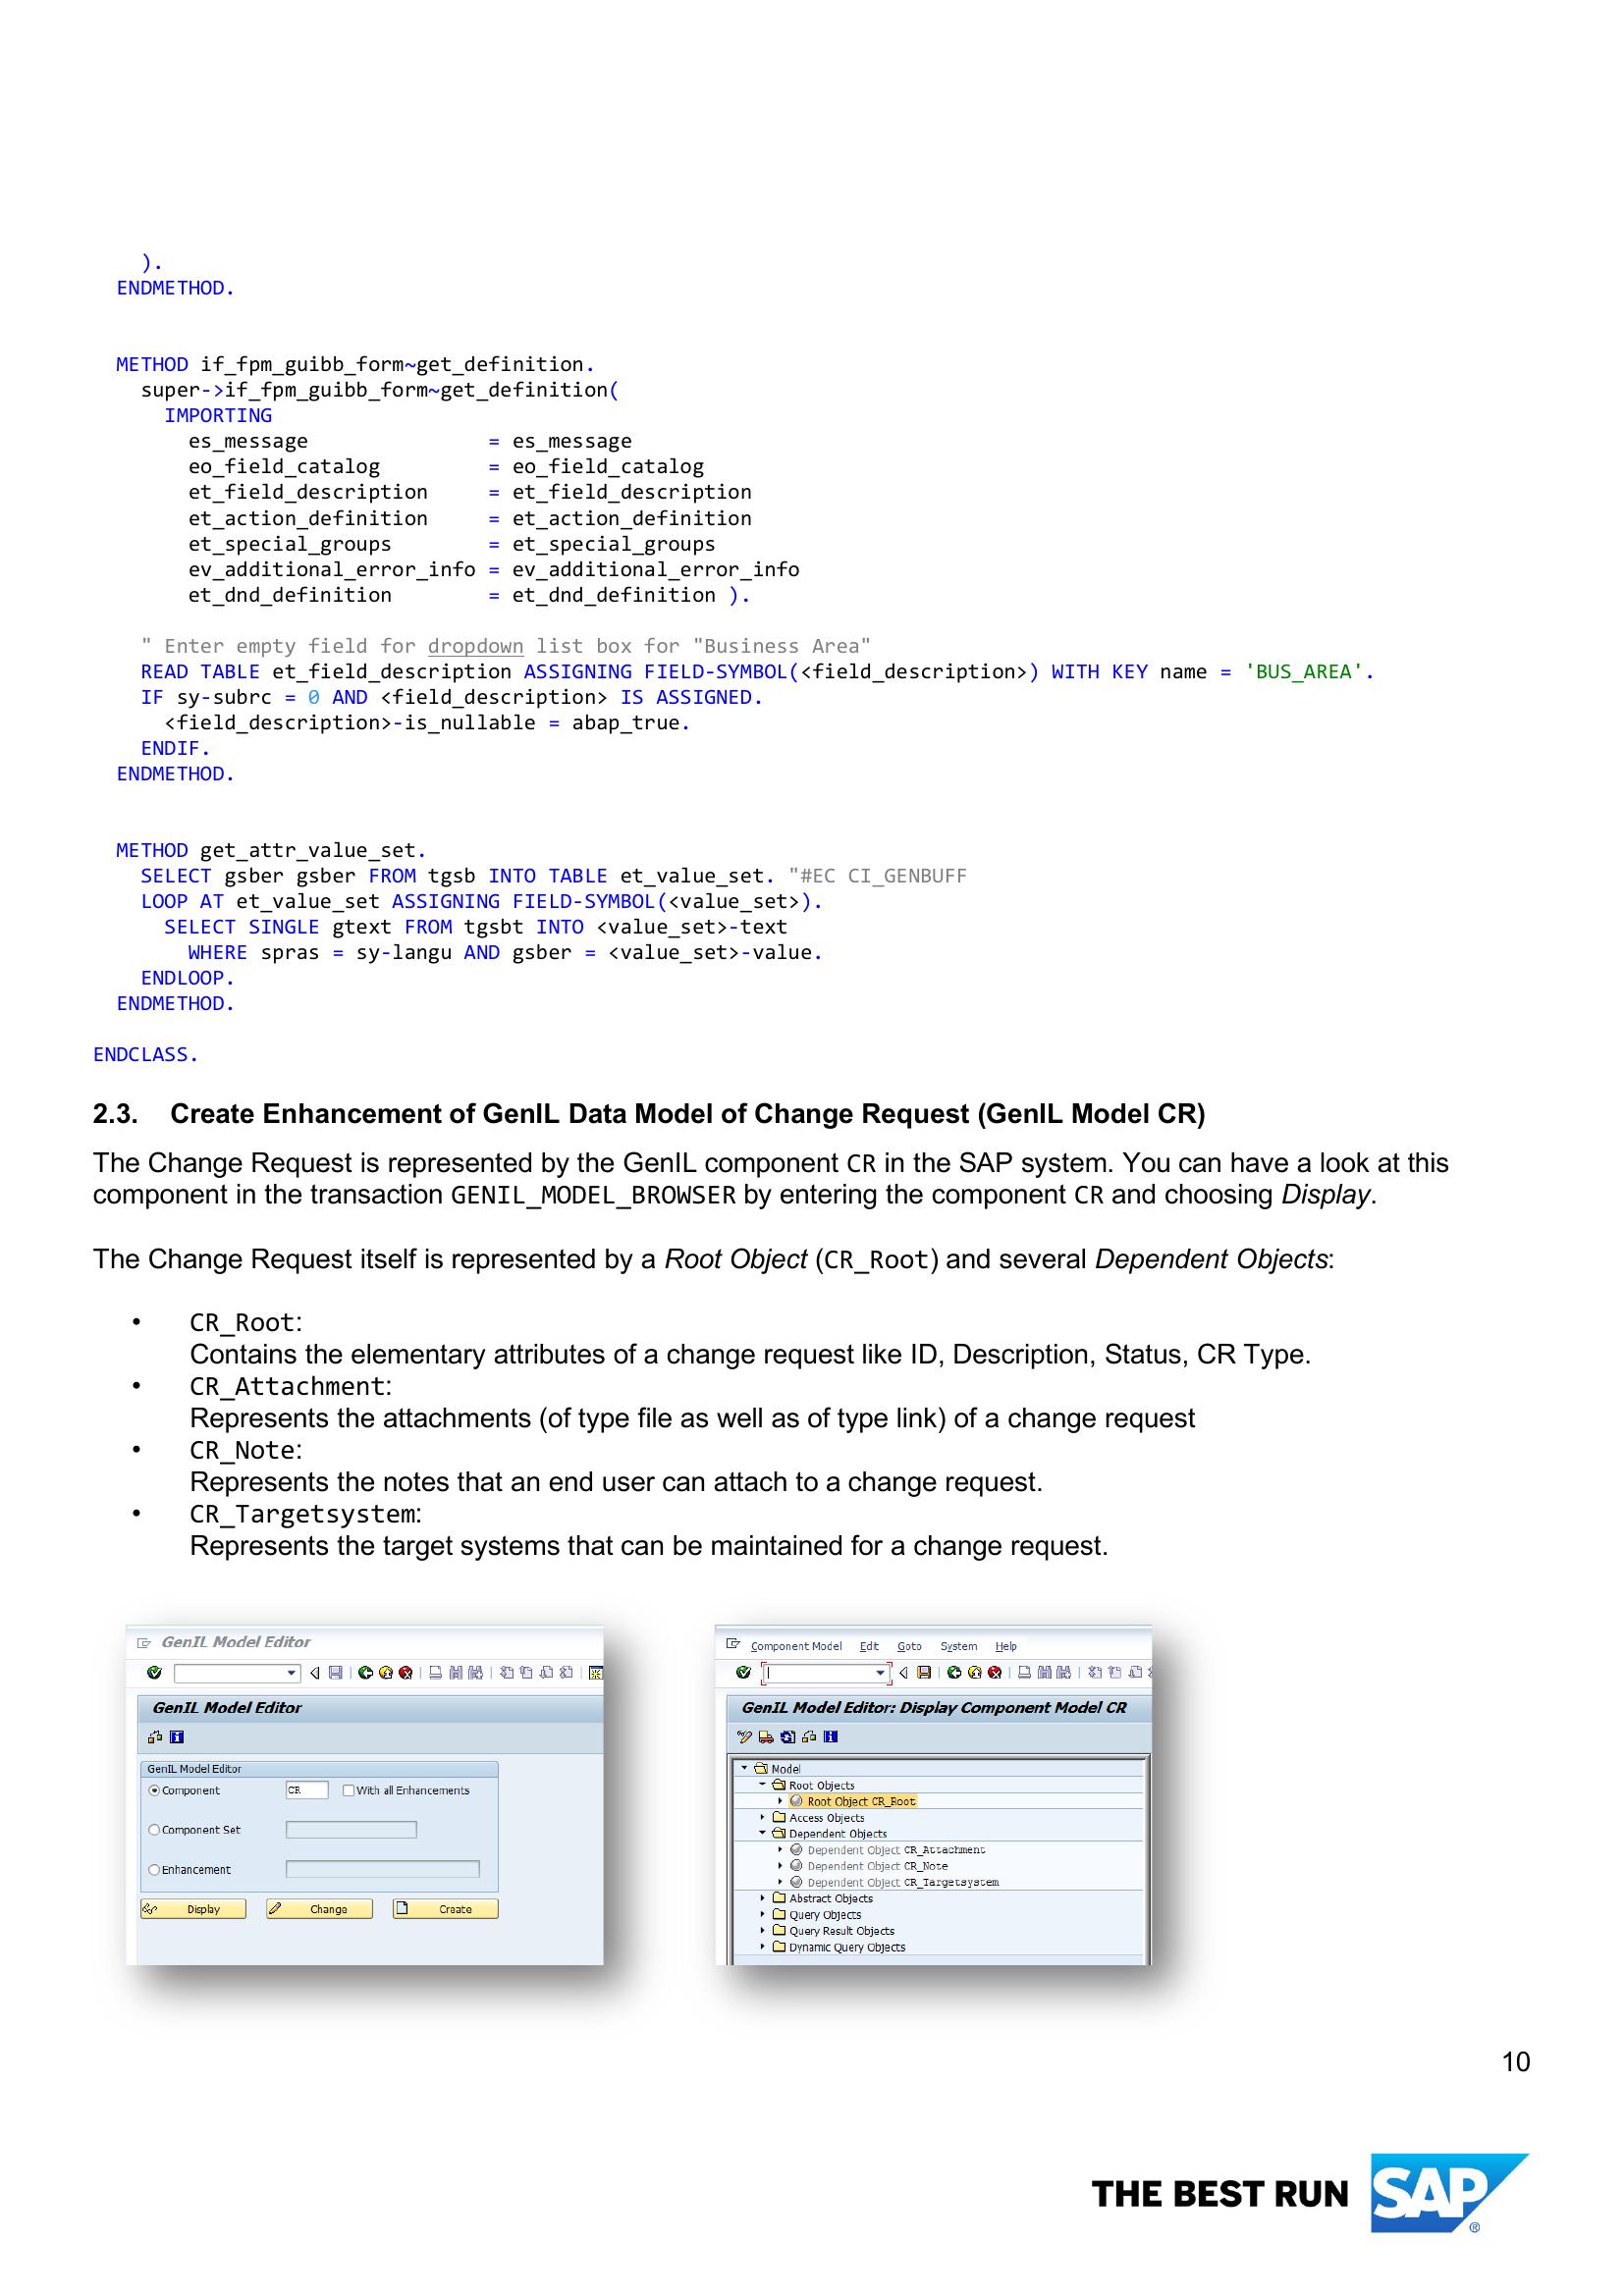 ).
ENDMETHOD.
METHOD if_fpm_guibb_form~get_definition.
super->if_fpm_guibb_form~get_definition(
IMPORTING
es_message = es_message
eo_field_catalog = eo_field_catalog
et_field_description = et_field_description
et_action_definition = et_action_definition
et_special_groups = et_special_groups
ev_additional_error_info = ev_additional_error_info
et_dnd_definition = et_dnd_definition ).
" Enter empty field for dropdown list box for "Business Area"
READ TABLE et_field_description ASSIGNING FIELD-SYMBOL(<field_description>) WITH KEY name = 'BUS_AREA'.
IF sy-subrc = 0 AND <field_description> IS ASSIGNED.
<field_description>-is_nullable = abap_true.
ENDIF.
ENDMETHOD.
METHOD get_attr_value_set.
SELECT gsber gsber FROM tgsb INTO TABLE et_value_set. "#EC CI_GENBUFF
LOOP AT et_value_set ASSIGNING FIELD-SYMBOL(<value_set>).
SELECT SINGLE gtext FROM tgsbt INTO <value_set>-text
WHERE spras = sy-langu AND gsber = <value_set>-value.
ENDLOOP.
ENDMETHOD.
ENDCLASS.
2.3. Create Enhancement of GenIL Data Model of Change Request (GenIL Model CR)
The Change Request is represented by the GenIL component CR in the SAP system. You can have a look at this
component in the transaction GENIL_MODEL_BROWSER by entering the component CR and choosing Display.
The Change Request itself is represented by a Root Object (CR_Root) and several Dependent Objects:
• CR_Root:
Contains the elementary attributes of a change request like ID, Description, Status, CR Type.
• CR_Attachment:
Represents the attachments (of type file as well as of type link) of a change request
• CR_Note:
Represents the notes that an end user can attach to a change request.
• CR_Targetsystem:
Represents the target systems that can be maintained for a change request.
GenIL Model Editor
GenIL Model Editor
GenIL Model Editor
Component CR With all Enhancements
Component Set
Enhancement
Display Change Create
Component Model Edit Goto System Help
GenIL Model Editor: Display Component Model CR
Model
Root Objects
Root Object CR_Root
Access Objects
Dependent Objects
Dependent Object CR_Attachment
Dependent Object CR_Note
Dependent Object CR_Targetsystem
Abstract Objects
Query Objects
Query Result Objects
Dynamic Query Objects
10
THE BEST RUN SAP ®